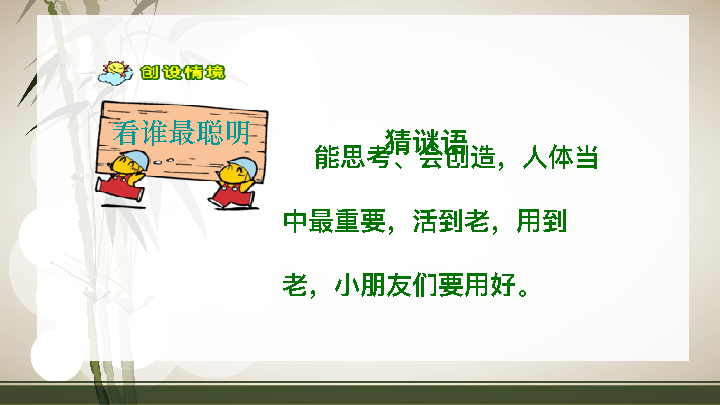 创设情境
看谁最聪明
猜谜语
能思考、会创造，人体当
中最重要，活到老，用到
老，小朋友们要用好。